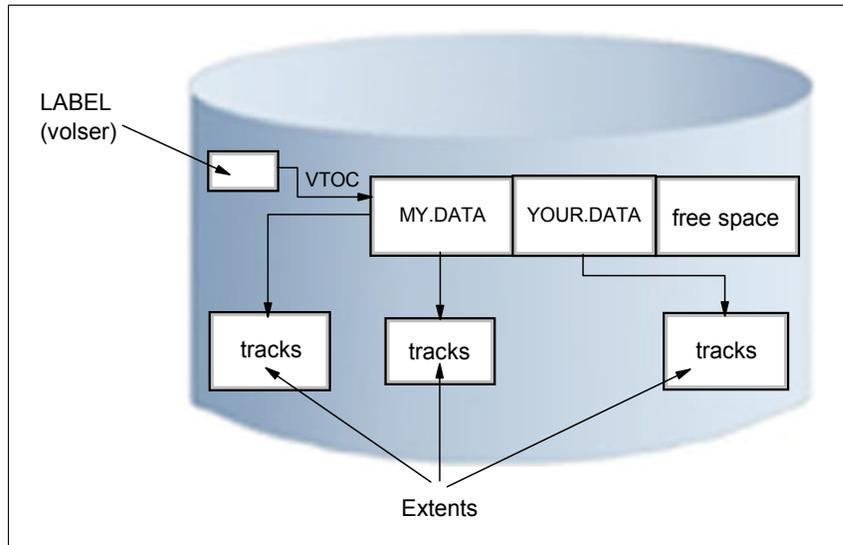 LABEL
(volser)
VTOC
MY.DATA
YOUR.DATA
free space
tracks
tracks
tracks
Extents